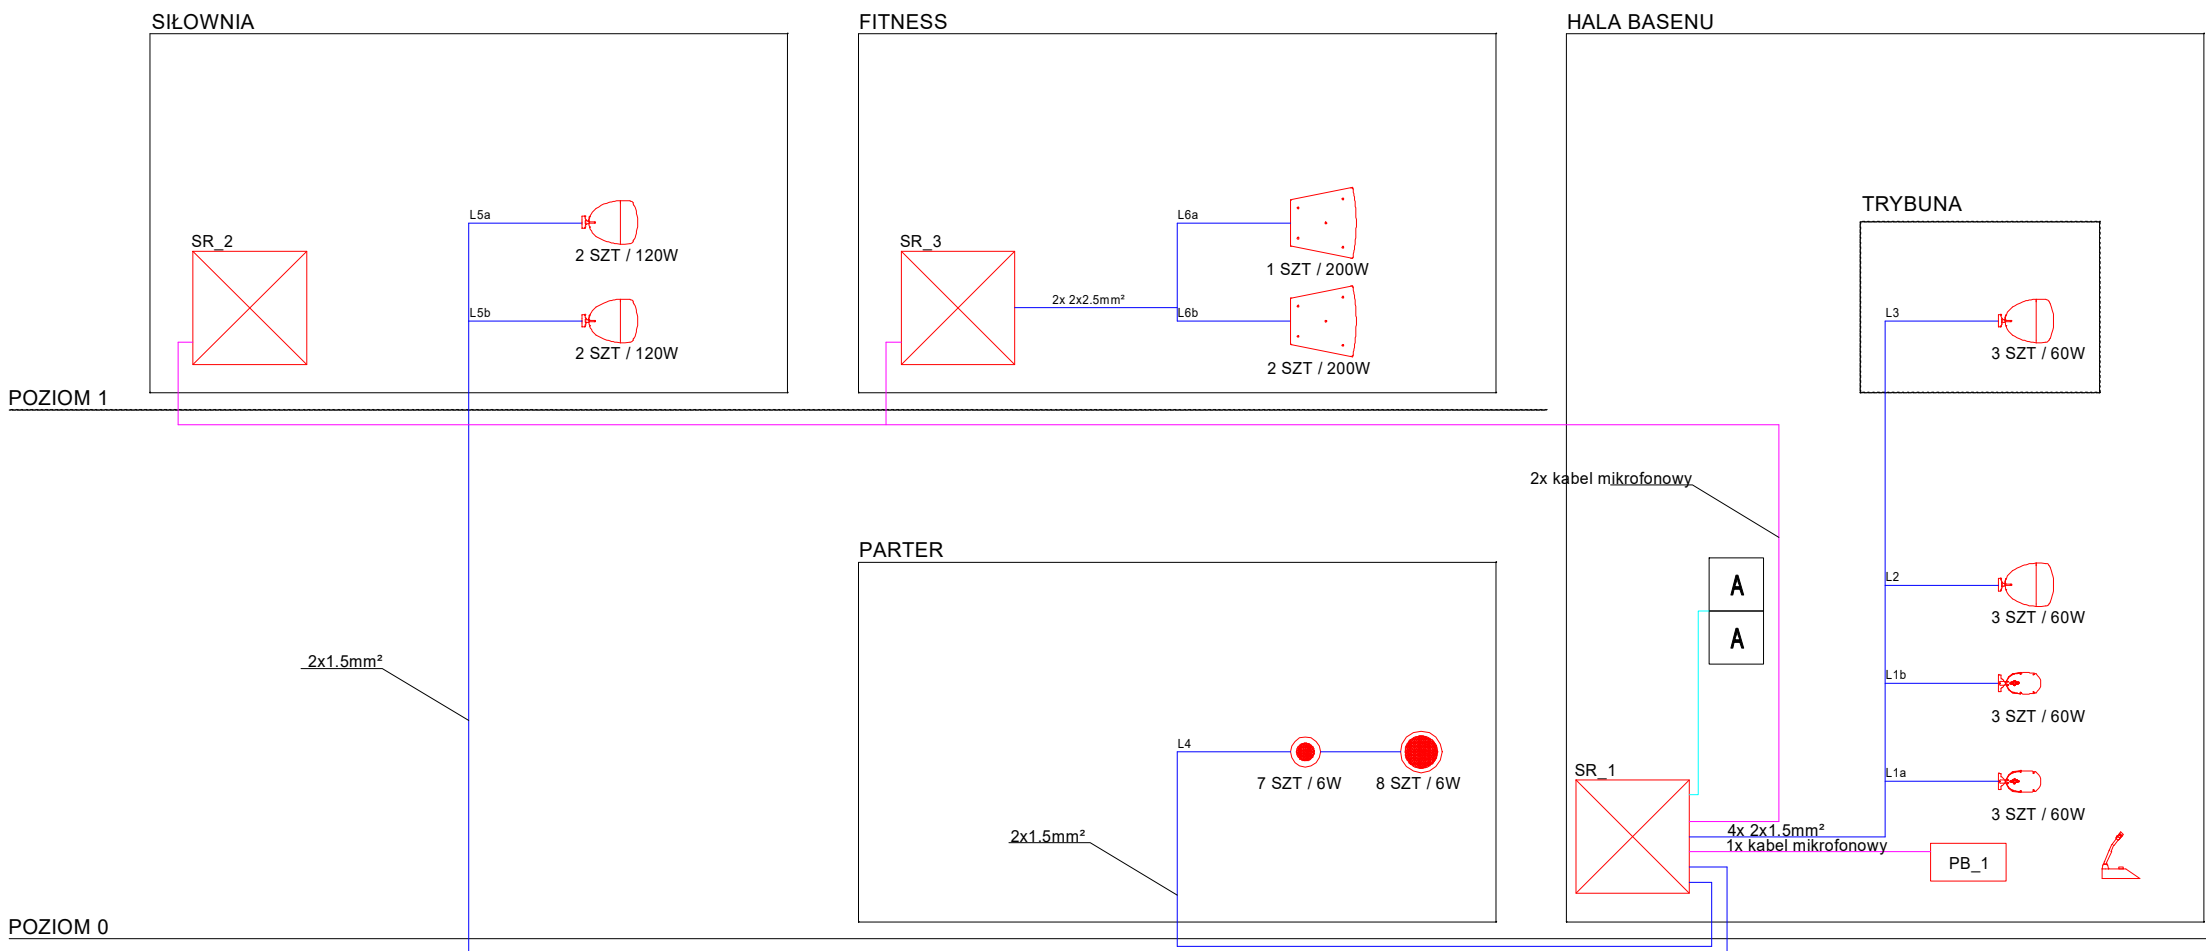 SIŁOWNIA
FITNESS
HALA BASENU
TRYBUNA
L5a
2 SZT / 120W
SR_2
L5b
2 SZT / 120W
L6a
1 SZT / 200W
SR_3
2x 2x2.5mm²
L6b
2 SZT / 200W
L3
3 SZT / 60W
POZIOM 1
2x kabel mikrofonowy
PARTER
A
A
L2
3 SZT / 60W
2x1.5mm²
L1b
3 SZT / 60W
L4
7 SZT / 6W
8 SZT / 6W
SR_1
L1a
3 SZT / 60W
2x1.5mm²
4x 2x1.5mm²
1x kabel mikrofonowy
PB_1
POZIOM 0